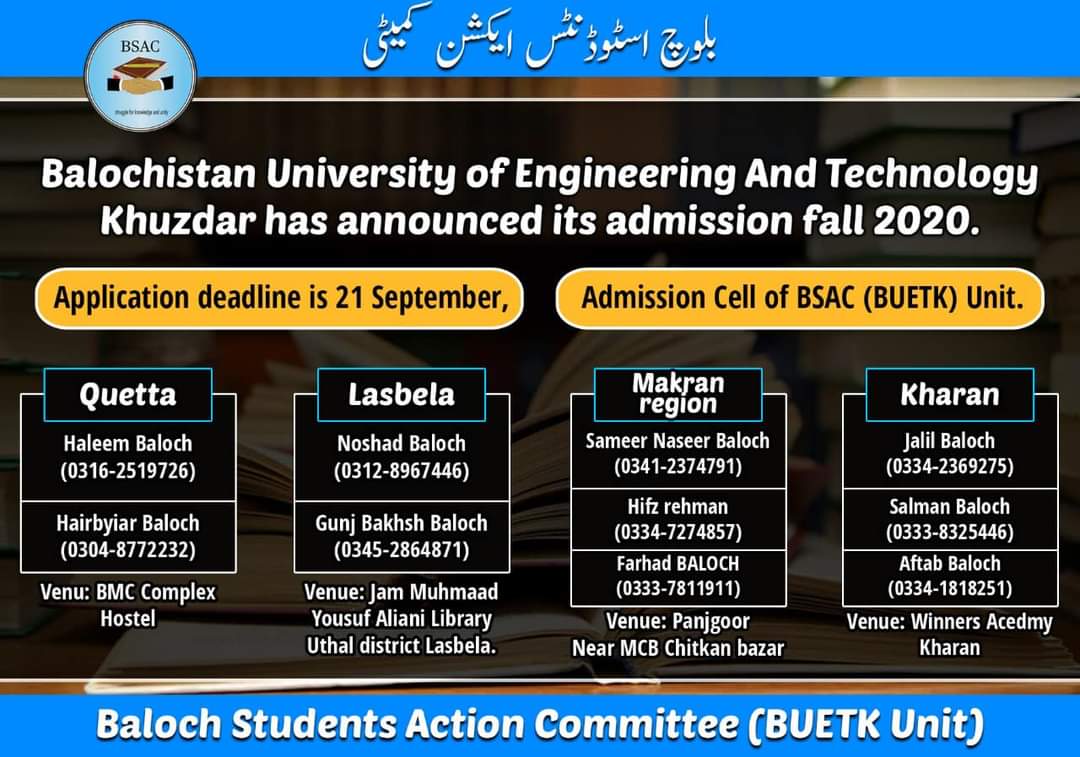 بلوچ اسٹوڈنٹس ایکشن کمیٹی
BSAC
struggle for knowledge and unity
Balochistan University of Engineering And Technology
Khuzdar has announced its admission fall 2020.
Application deadline is 21 September,
Admission Cell of BSAC (BUETK) Unit.
Quetta
Haleem Baloch
(0316-2519726)
Hairbyiar Baloch
(0304-8772232)
Venu: BMC Complex
Hostel
Lasbela
Noshad Baloch
(0312-8967446)
Gunj Bakhsh Baloch
(0345-2864871)
Venue: Jam Muhmaad
Yousuf Aliani Library
Uthal district Lasbela.
Makran
region
Sameer Naseer Baloch
(0341-2374791)
Hifz rehman
(0334-7274857)
Farhad BALOCH
(0333-7811911)
Venue: Panjgoor
Near MCB Chitkan bazar
Kharan
Jalil Baloch
(0334-2369275)
Salman Baloch
(0333-8325446)
Aftab Baloch
(0334-1818251)
Venue: Winners Acedmy
Kharan
Baloch Students Action Committee (BUETK Unit)